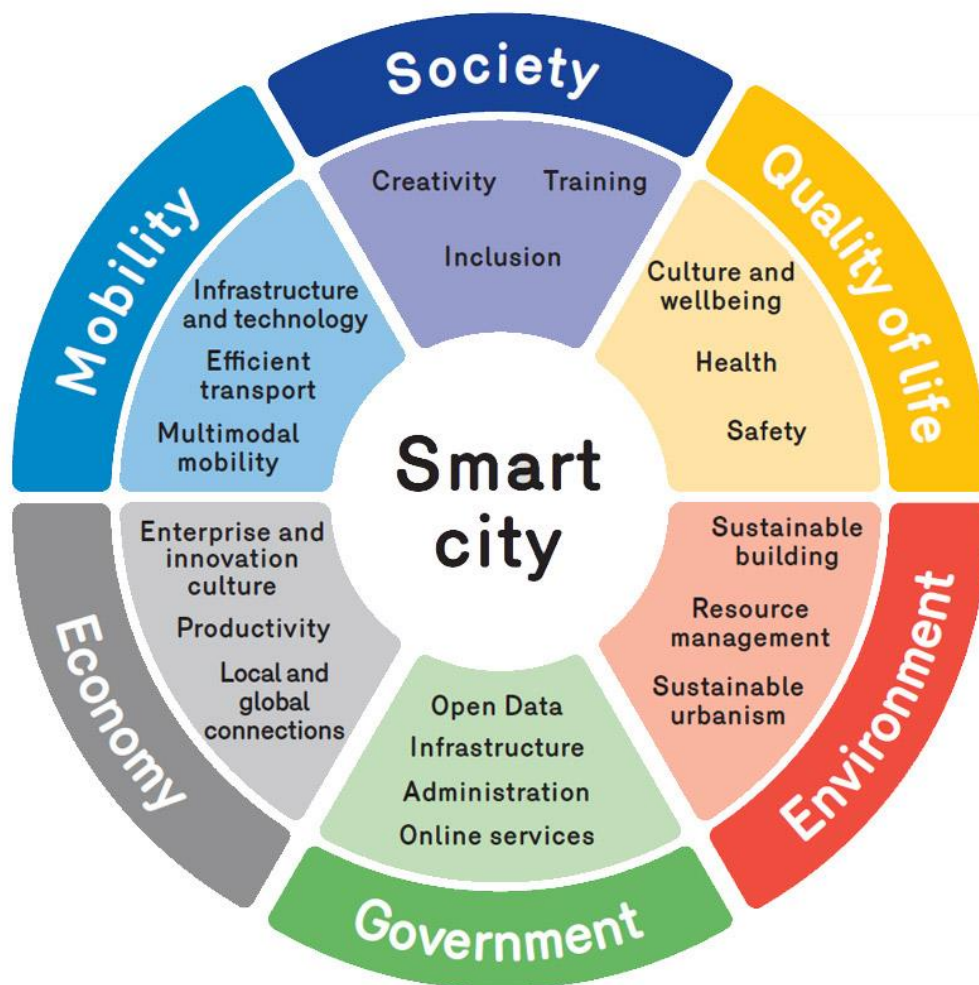 Society
Creativity Training
Inclusion
Quality of life
Culture and
wellbeing
Health
Safety
Environment
Sustainable
building
Resource
management
Sustainable
urbanism
Government
Open Data
Infrastructure
Administration
Online services
Economy
Enterprise and
innovation
culture
Productivity
Local and
global
connections
Mobility
Infrastructure
and technology
Efficient
transport
Multimodal
mobility
Smart
city